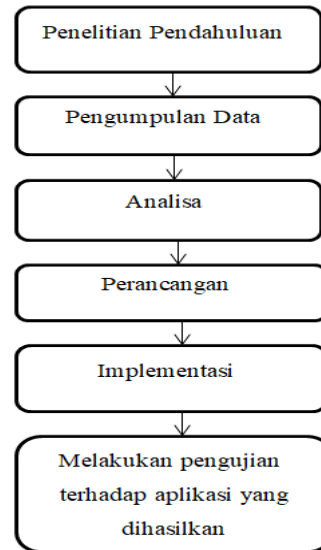 Penelitian Pendahuluan
Pengumpulan Data
Analisa
Perancangan
Implementasi
Melakukan pengujian
terhadap aplikasi yang
dihasilkan